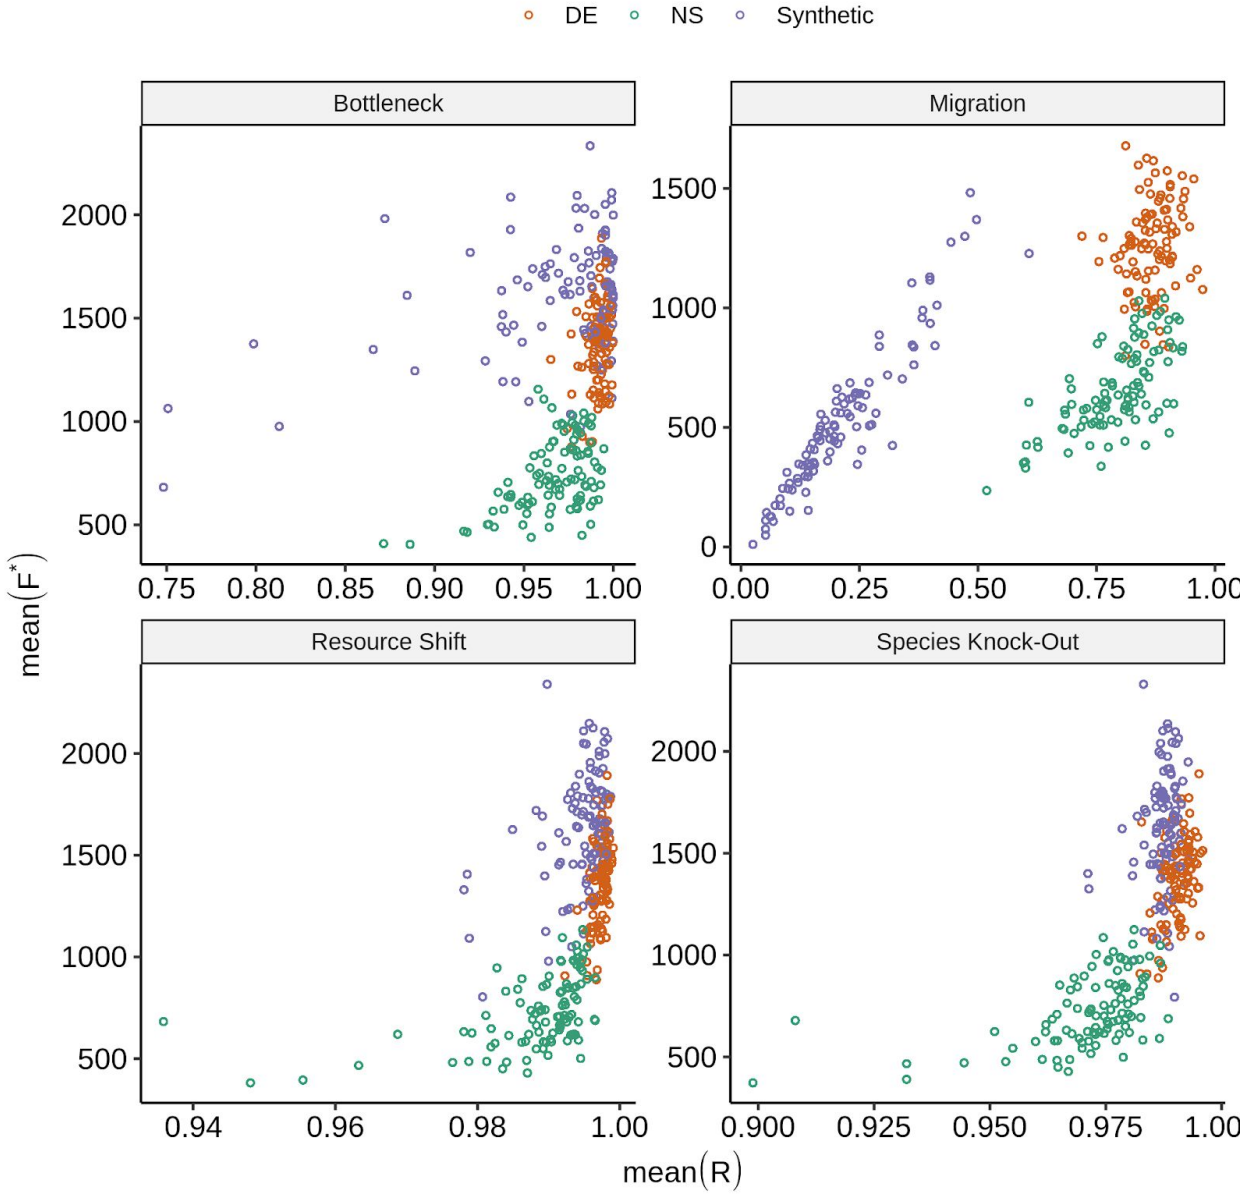 DE NS Synthetic
Bottleneck
Migration
2000
1500
1000
500
0.75 0.80 0.85 0.90 0.95 1.00
1500
1000
500
0
0.00 0.25 0.50 0.75 1.00
mean(F*)
Resource Shift
Species Knock-Out
2000
1500
1000
500
0.94 0.96 0.98 1.00
2000
1500
1000
500
0.900 0.925 0.950 0.975 1.00
mean(R)